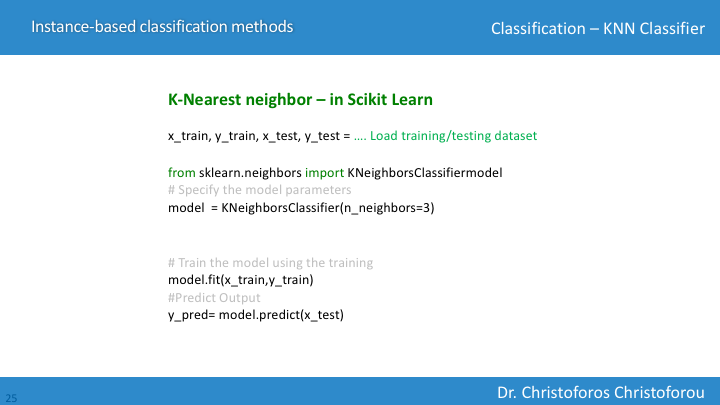 Instance-based classification methods
Classification – KNN Classifier
K-Nearest neighbor – in Scikit Learn
x_train, y_train, x_test, y_test = .... Load training/testing dataset
from sklearn.neighbors import KNeighborsClassifiermodel
# Specify the model parameters
model  = KNeighborsClassifier(n_neighbors=3)
# Train the model using the training
model.fit(x_train,y_train)
#Predict Output
y_pred= model.predict(x_test)
25
Dr. Christoforos Christoforou